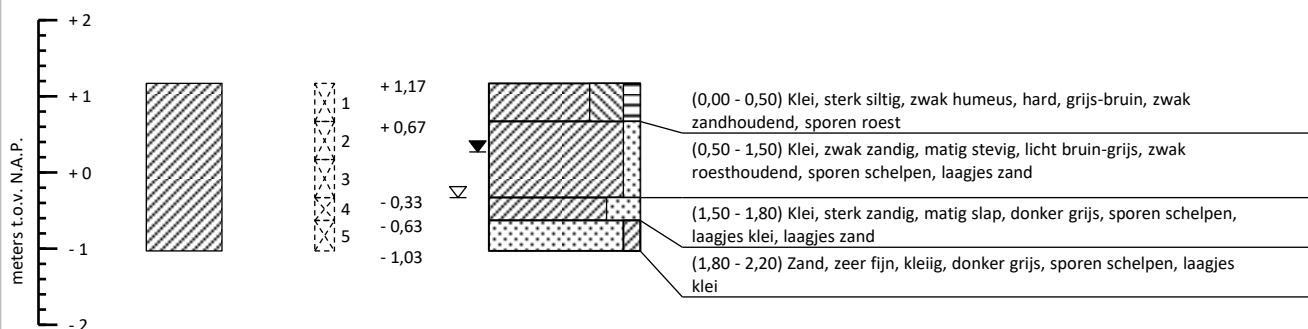 + 2
+ 1
+ 0
- 1
- 2
meters t.o.v. N.A.P.
1
2
3
4
5
+ 1,17
+ 0,67
- 0,33
- 0,63
- 1,03
(0,00 - 0,50) Klei, sterk siltig, zwak humeus, hard, grijs-bruin, zwak
zandhoudend, sporen roest
(0,50 - 1,50) Klei, zwak zandig, matig stevig, licht bruin-grijs, zwak
roesthoudend, sporen schelpen, laagjes zand
(1,50 - 1,80) Klei, sterk zandig, matig slap, donker grijs, sporen schelpen,
laagjes klei, laagjes zand
(1,80 - 2,20) Zand, zeer fijn, kleiig, donker grijs, sporen schelpen, laagjes
klei